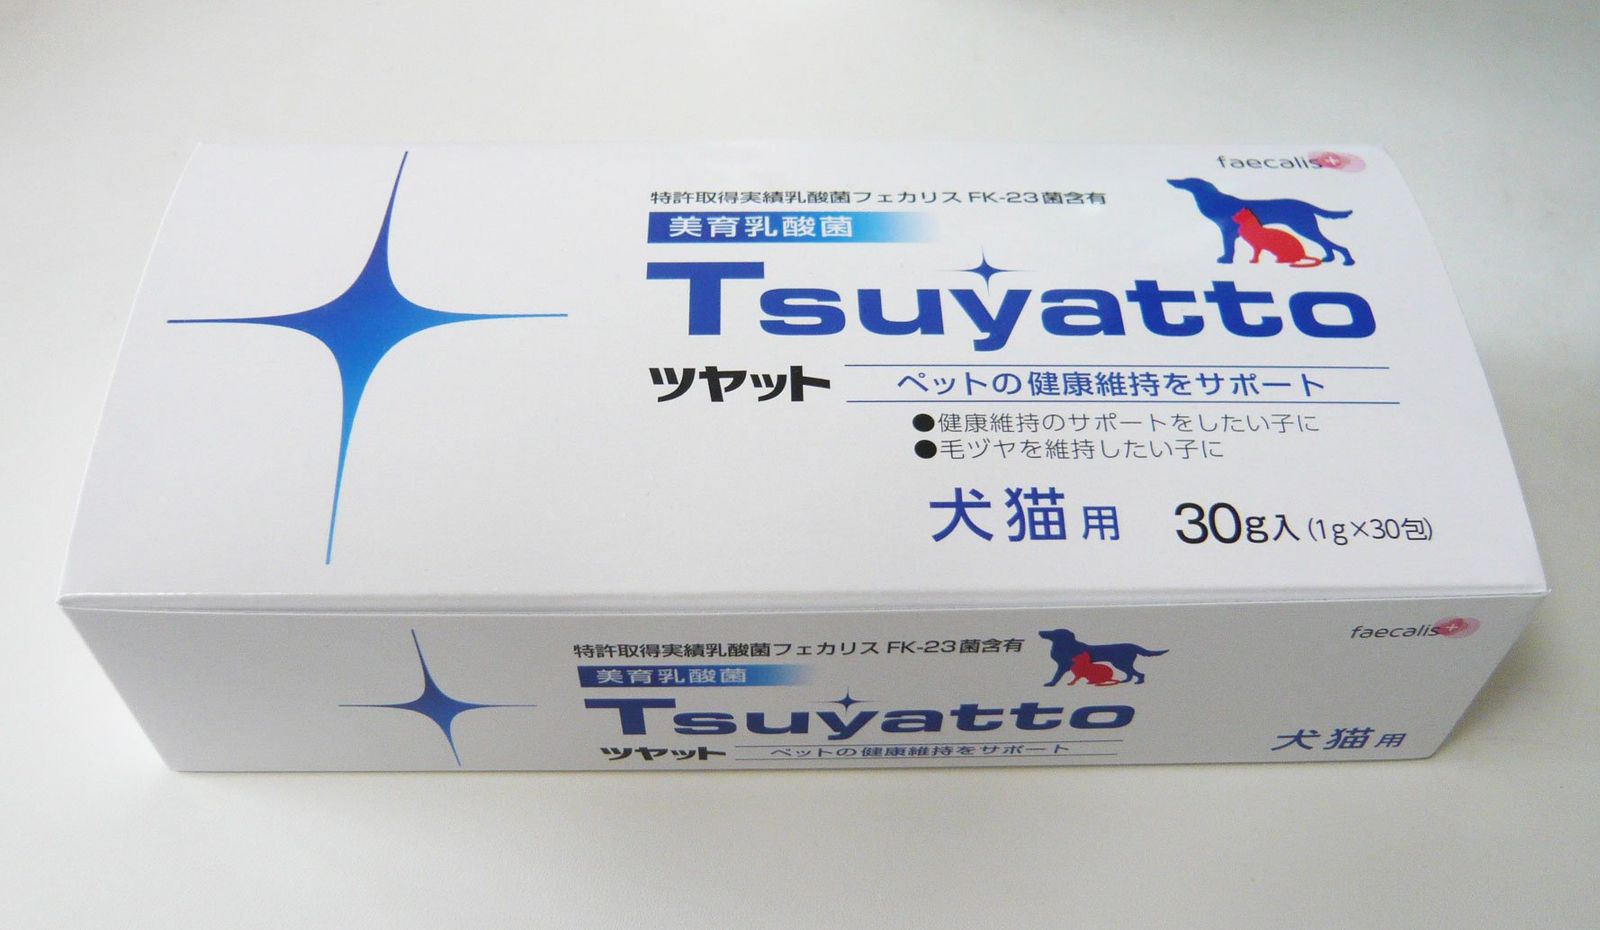 faecalis
特許取得実績乳酸菌フェカリス FK-23菌含有
美育乳酸菌
Tsuyatto
ツヤット ペットの健康維持をサポート
●健康維持のサポートをしたい子に
●毛ヅヤを維持したい子に
犬猫用 30g入(1g×30包)
faecalis
特許取得実績乳酸菌フェカリス FK-23菌含有
美育乳酸菌
Tsuyatto
ツヤット ペットの健康維持をサポート
犬猫用